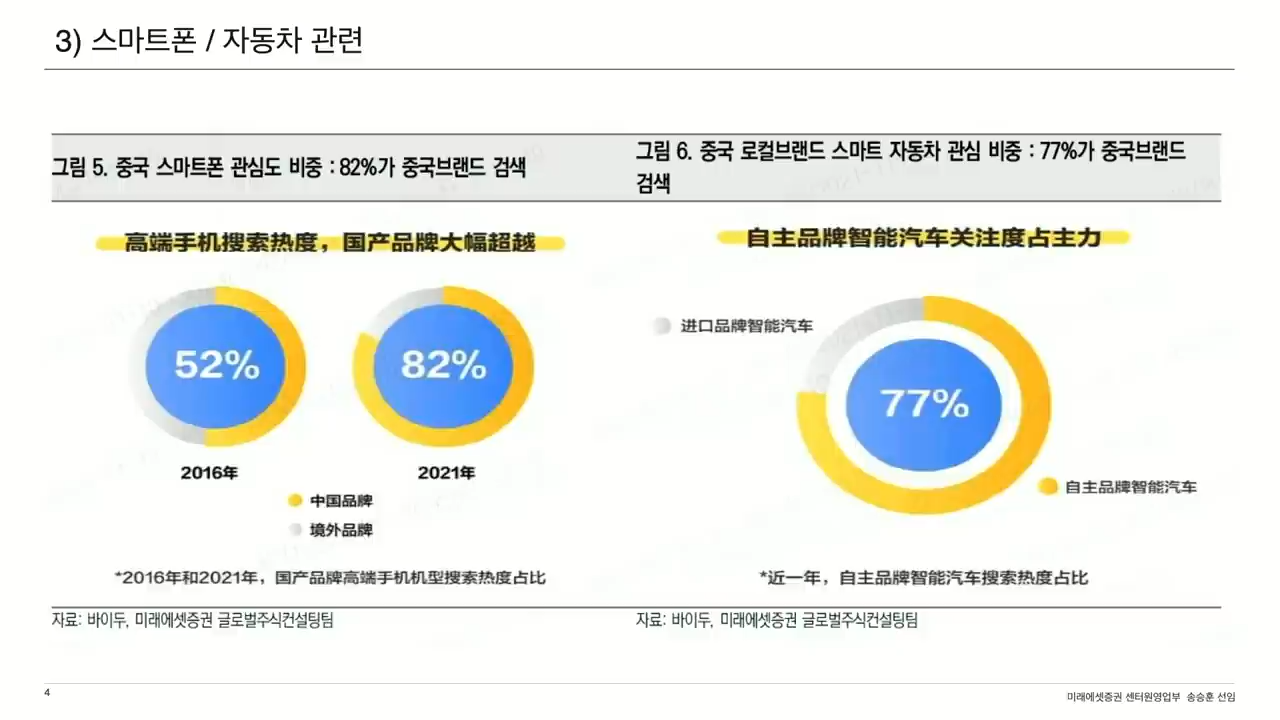 3) 스마트폰 / 자동차 관련
그림 5. 중국 스마트폰 관심도 비중 : 82%가 중국브랜드 검색
高端手机搜索热度，国产品牌大幅超越
52%
82%
2016年
2021年
中国品牌
境外品牌
*2016年和2021年，国产品牌高端手机机型搜索热度占比
자료: 바이두, 미래에셋증권 글로벌주식컨설팅팀
그림 6. 중국 로컬브랜드 스마트 자동차 관심 비중 : 77%가 중국브랜드
검색
自主品牌智能汽车关注度占主力
进口品牌智能汽车
77%
自主品牌智能汽车
*近一年，自主品牌智能汽车搜索热度占比
자료: 바이두, 미래에셋증권 글로벌주식컨설팅팀
4
미래에셋증권 센터원영업부 송승훈 선임